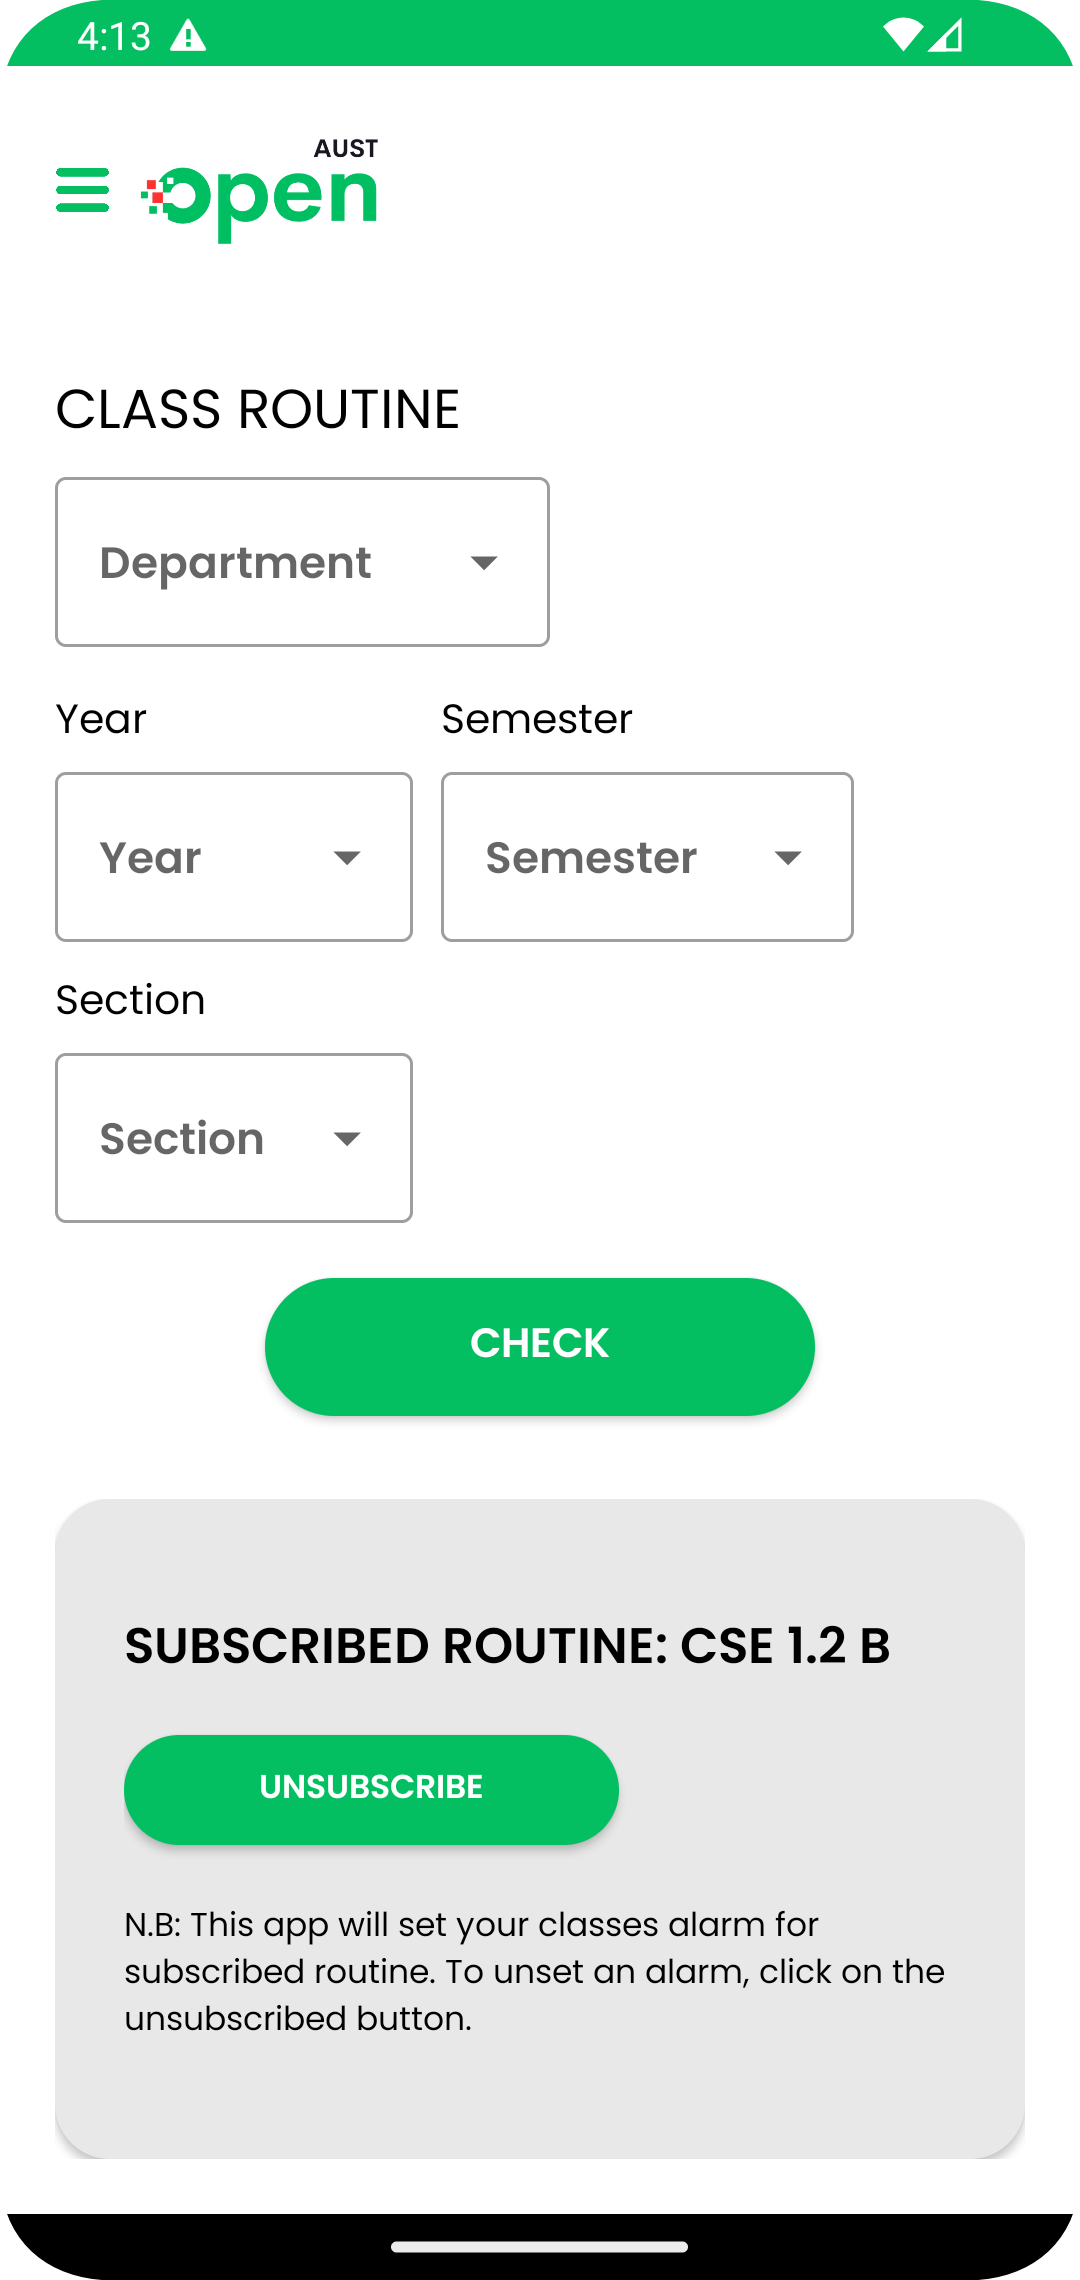 4:13
AUST
open
CLASS ROUTINE
Department
Year Semester
Year Semester
Section
Section
CHECK
SUBSCRIBED ROUTINE: CSE 1.2 B
UNSUBSCRIBE
N.B: This app will set your classes alarm for
subscribed routine. To unset an alarm, click on the
unsubscribed button.